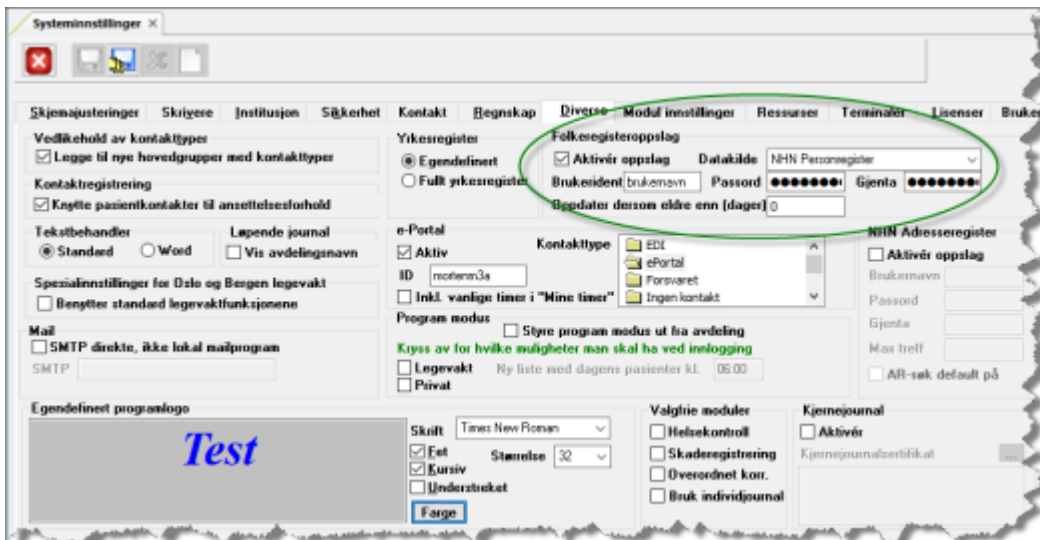 Systeminnstillinger ×
Skjemajusteringer Skrivere Institusjon Sikkerhet Kontakt Regnskap Diverse Modul innstillinger Ressurser Terminaler Lisenser Bruker
Vedlikehold av kontakttyper
Legge til nye hovedgrupper med kontakttyper
Kontaktregistrering
Knytte pasientkontakter til ansettelsesforhold
Yrkesregister
Egendefinert
Fullt yrkesregister
Folkeregisteroppslag
Aktivér oppslag Datakilde NHN Personregister
Brukerident brukernavn Passord ●●●●●●● Gjenta ●●●●●●●
Oppdater dersom eldre enn (dager) 0
Tekstbehandler
Standard Word
Løpende journal
Vis avdelingsnavn
Spesialinnstillinger for Oslo og Bergen legevakt
Benytter standard legevaktfunksjonene
e-Portal
Aktiv
ID mortenm3a
Inkl. vanlige timer i "Mine timer"
Kontakttype
EDI
ePortal
Forsvaret
Ingen kontakt
NHN Adresseregister
Aktivér oppslag
Brukernavn
Passord
Gjenta
Max treff
AR-søk default på
Mail
SMTP direkte, ikke lokal mailprogram
SMTP
Program modus
Styre program modus ut fra avdeling
Kryss av for hvilke muligheter man skal ha ved innlogging
Legevakt Ny liste med dagens pasienter kl. 06:00
Privat
Egendefinert programlogo
Test
Skrift Times New Roman
Fet Størrelse 32
Kursiv
Understreket
Farge
Valgfrie moduler
Helsekontroll
Skaderegistrering
Overordnet korr.
Bruk individjournal
Kjernejournal
Aktivér
Kjernejournalsertifikat ...